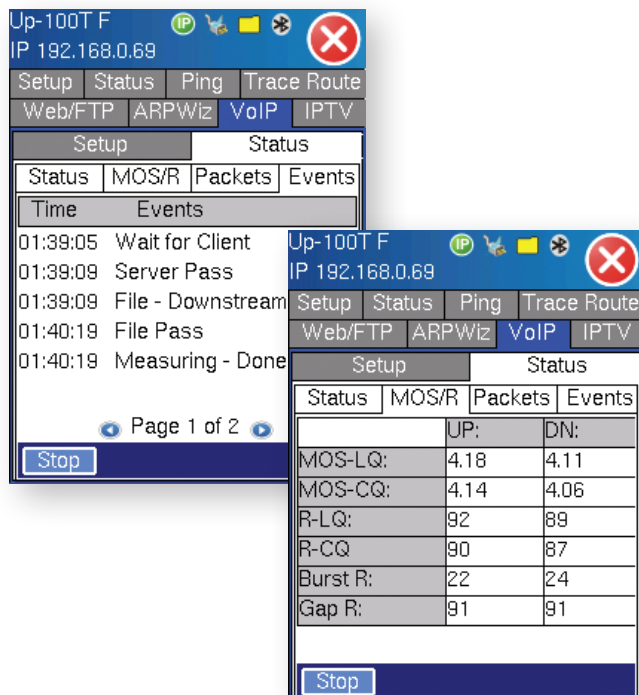 Up-100T F IP
IP 192.168.0.69
Setup Status Ping Trace Route
Web/FTP ARPWiz VoIP IPTV
Setup Status
Status MOS/R Packets Events
Time Events
01:39:05 Wait for Client
01:39:09 Server Pass
01:39:09 File - Downstream
01:40:19 File Pass
01:40:19 Measuring - Done
Page 1 of 2
Stop
Up-100T F IP
IP 192.168.0.69
Setup Status Ping Trace Route
Web/FTP ARPWiz VoIP IPTV
Setup Status
Status MOS/R Packets Events
UP: DN:
MOS-LQ: 4.18 4.11
MOS-CQ: 4.14 4.06
R-LQ: 92 89
R-CQ 90 87
Burst R: 22 24
Gap R: 91 91
Stop